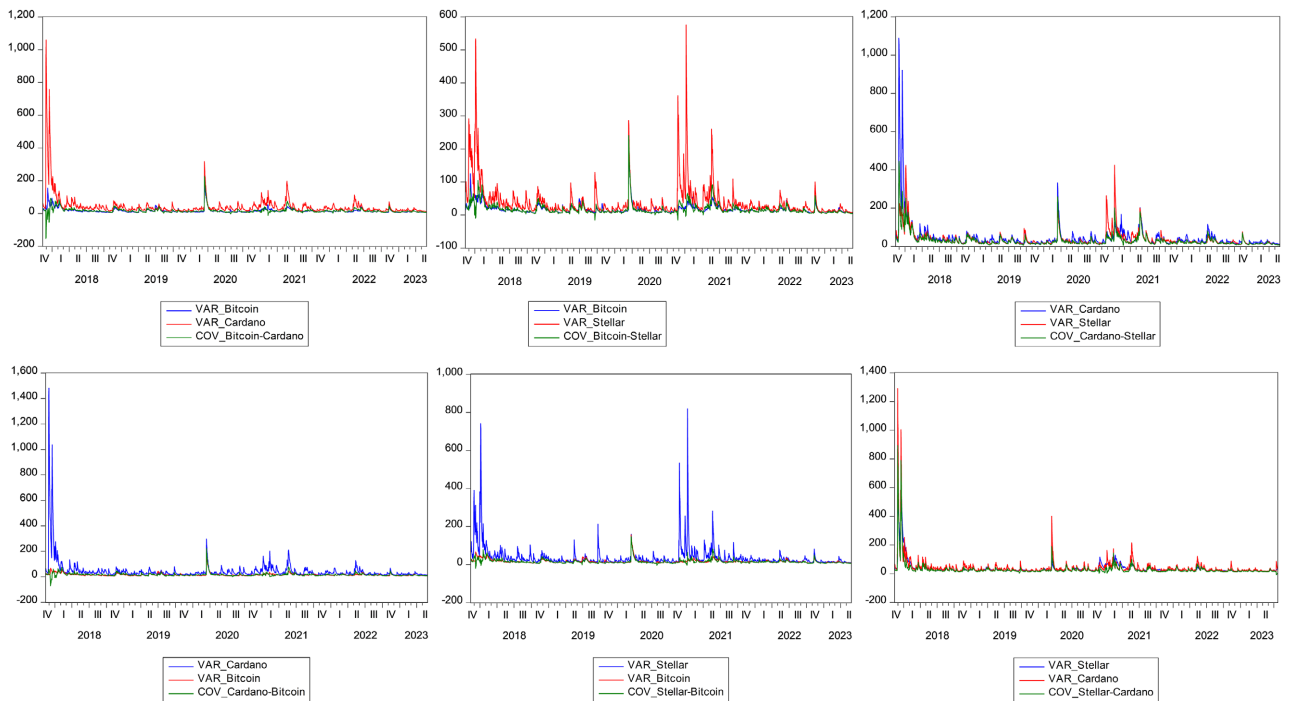 1,200
1,000
800
600
400
200
0
-200
IV I II III IV I II III IV I II III IV I II III IV I II III IV I II
2018 2019 2020 2021 2022 2023
VAR_Bitcoin
VAR_Cardano
COV_Bitcoin-Cardano
600
500
400
300
200
100
0
-100
IV I II III IV I II III IV I II III IV I II III IV I II III IV I II
2018 2019 2020 2021 2022 2023
VAR_Bitcoin
VAR_Stellar
COV_Bitcoin-Stellar
1,200
1,000
800
600
400
200
0
IV I II III IV I II III IV I II III IV I II III IV I II III IV I II
2018 2019 2020 2021 2022 2023
VAR_Cardano
VAR_Stellar
COV_Cardano-Stellar
1,600
1,400
1,200
1,000
800
600
400
200
0
-200
IV I II III IV I II III IV I II III IV I II III IV I II III IV I II
2018 2019 2020 2021 2022 2023
VAR_Cardano
VAR_Bitcoin
COV_Cardano-Bitcoin
1,000
800
600
400
200
0
-200
IV I II III IV I II III IV I II III IV I II III IV I II III IV I II
2018 2019 2020 2021 2022 2023
VAR_Stellar
VAR_Bitcoin
COV_Stellar-Bitcoin
1,400
1,200
1,000
800
600
400
200
0
-200
IV I II III IV I II III IV I II III IV I II III IV I II III IV I II
2018 2019 2020 2021 2022 2023
VAR_Stellar
VAR_Cardano
COV_Stellar-Cardano